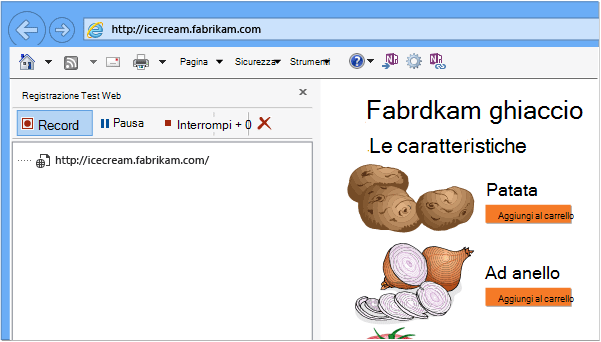 http://icecream.fabrikam.com
Pagina Sicurezza Strumenti
Registrazione Test Web
Record Pausa Interrompi + 0
http://icecream.fabrikam.com/
Fabrdkam ghiaccio
Le caratteristiche
Patata
Aggiungi al carrello
Ad anello
Aggiungi al carrello